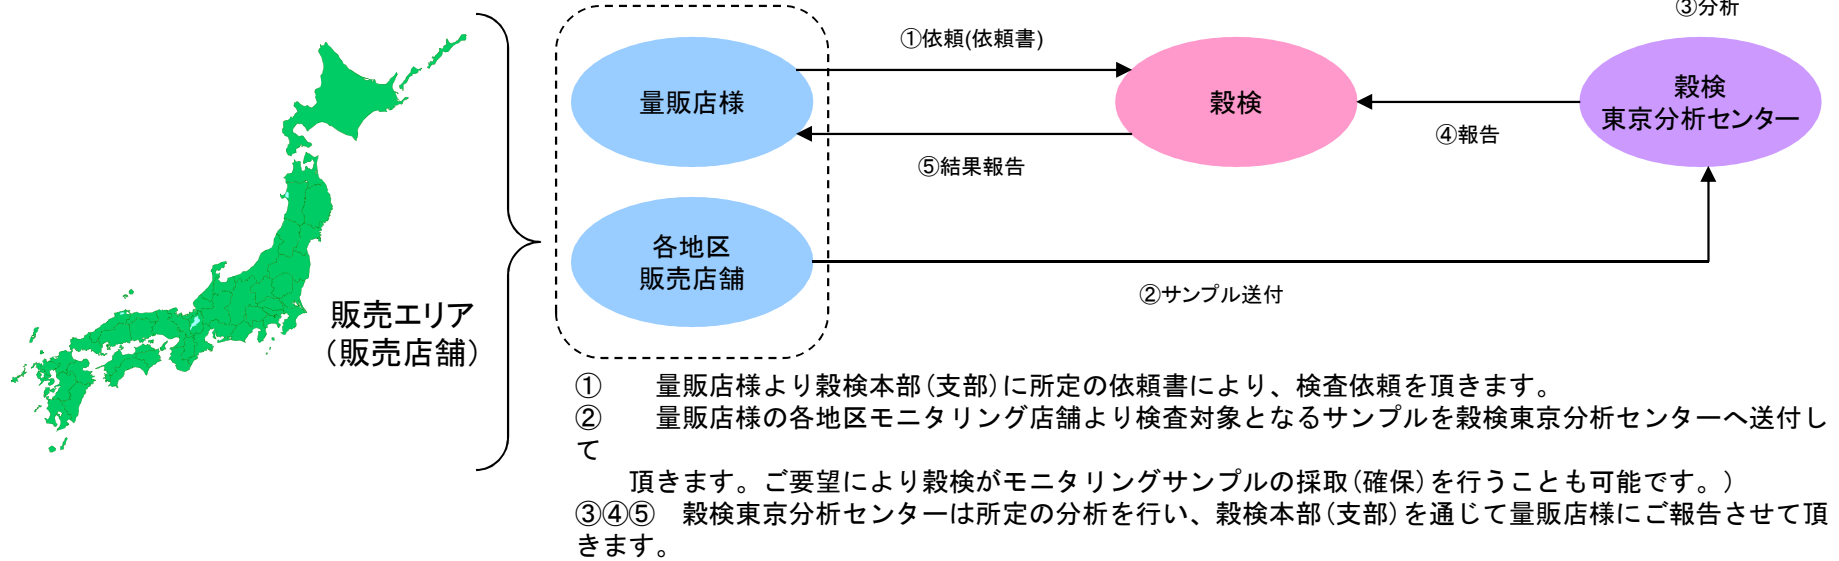 ③分析
①依頼(依頼書)
量販店様
穀検
穀検
東京分析センター
④報告
⑤結果報告
各地区
販売店舗
②サンプル送付
販売エリア
（販売店舗）
①　　量販店様より穀検本部(支部)に所定の依頼書により、検査依頼を頂きます。
②　　量販店様の各地区モニタリング店舗より検査対象となるサンプルを穀検東京分析センターへ送付し
て
頂きます。ご要望により穀検がモニタリングサンプルの採取(確保)を行うことも可能です。）
③④⑤　穀検東京分析センターは所定の分析を行い、穀検本部(支部)を通じて量販店様にご報告させて頂
きます。